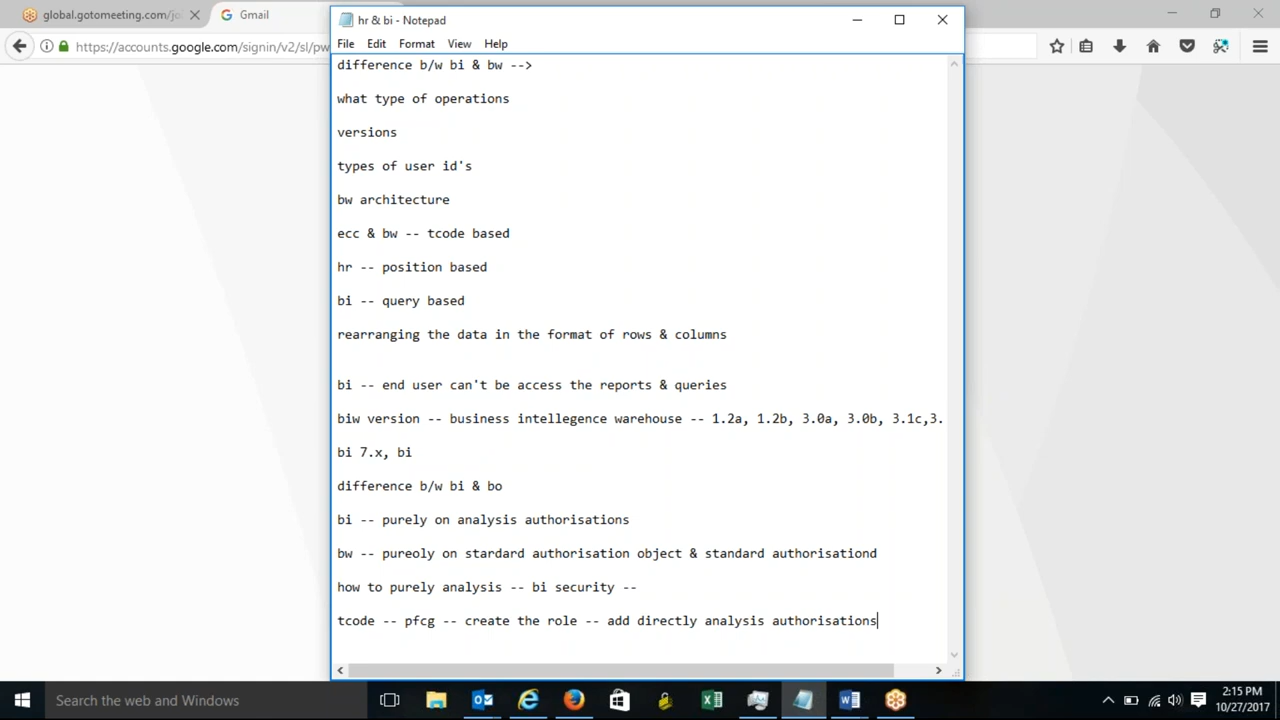 global.gotomeeting.com/jo
Gmail
https://accounts.google.com/signin/v2/sl/pw
hr & bi - Notepad
File Edit Format View Help
difference b/w bi & bw -->
what type of operations
versions
types of user id's
bw architecture
ecc & bw -- tcode based
hr -- position based
bi -- query based
rearranging the data in the format of rows & columns
bi -- end user can't be access the reports & queries
biw version -- business intellegence warehouse -- 1.2a, 1.2b, 3.0a, 3.0b, 3.1c,3.
bi 7.x, bi
difference b/w bi & bo
bi -- purely on analysis authorisations
bw -- pureoly on stardard authorisation object & standard authorisationd
how to purely analysis -- bi security --
tcode -- pfcg -- create the role -- add directly analysis authorisations
Search the web and Windows
2:15 PM
10/27/2017